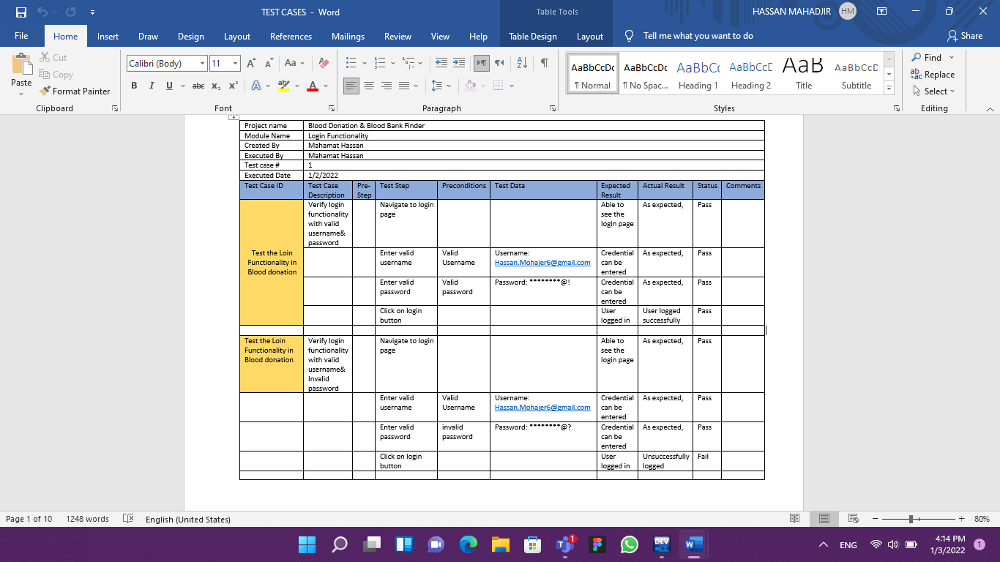 TEST CASES - Word
Table Tools
HASSAN MAHADJIR HM
File Home Insert Draw Design Layout References Mailings Review View Help Table Design Layout Tell me what you want to do Share
Paste
Cut
Copy
Format Painter
Clipboard
Calibri (Body) 11
Font
Paragraph
AaBbCcDc AaBbCcDc AaBbCc AaBbCcD AaB AaBbCcD
¶ Normal ¶ No Spac... Heading 1 Heading 2 Title Subtitle
Styles
Find
Replace
Select
Editing
Project name Blood Donation & Blood Bank Finder
Module Name Login Functionality
Created By Mahamat Hassan
Executed By Mahamat Hassan
Test case # 1
Executed Date 1/2/2022
Test Case ID Test Case Pre- Test Step Preconditions Test Data Expected Actual Result Status Comments
Description Step Result
Verify login Navigate to login Able to As expected, Pass
functionality page see the
with valid login page
username&
password
Test the Loin Enter valid Valid Username: Credential As expected, Pass
Functionality in username Username Hassan.Mohajer6@gmail.com can be
Blood donation entered
Enter valid Valid Password: ********@! Credential As expected, Pass
password password can be
entered
Click on login User User logged Pass
button logged in successfully
Test the Loin Verify login Navigate to login Able to As expected, Pass
Functionality in functionality page see the
Blood donation with valid login page
username&
Invalid
password
Enter valid Valid Username: Credential As expected, Pass
username Username Hassan.Mohajer6@gmail.com can be
entered
Enter valid invalid Password: ********@? Credential As expected, Pass
password password can be
entered
Click on login User Unsuccessfully Fail
button logged in logged
Page 1 of 10 1248 words English (United States) 80%
ENG 4:14 PM
1/3/2022 1